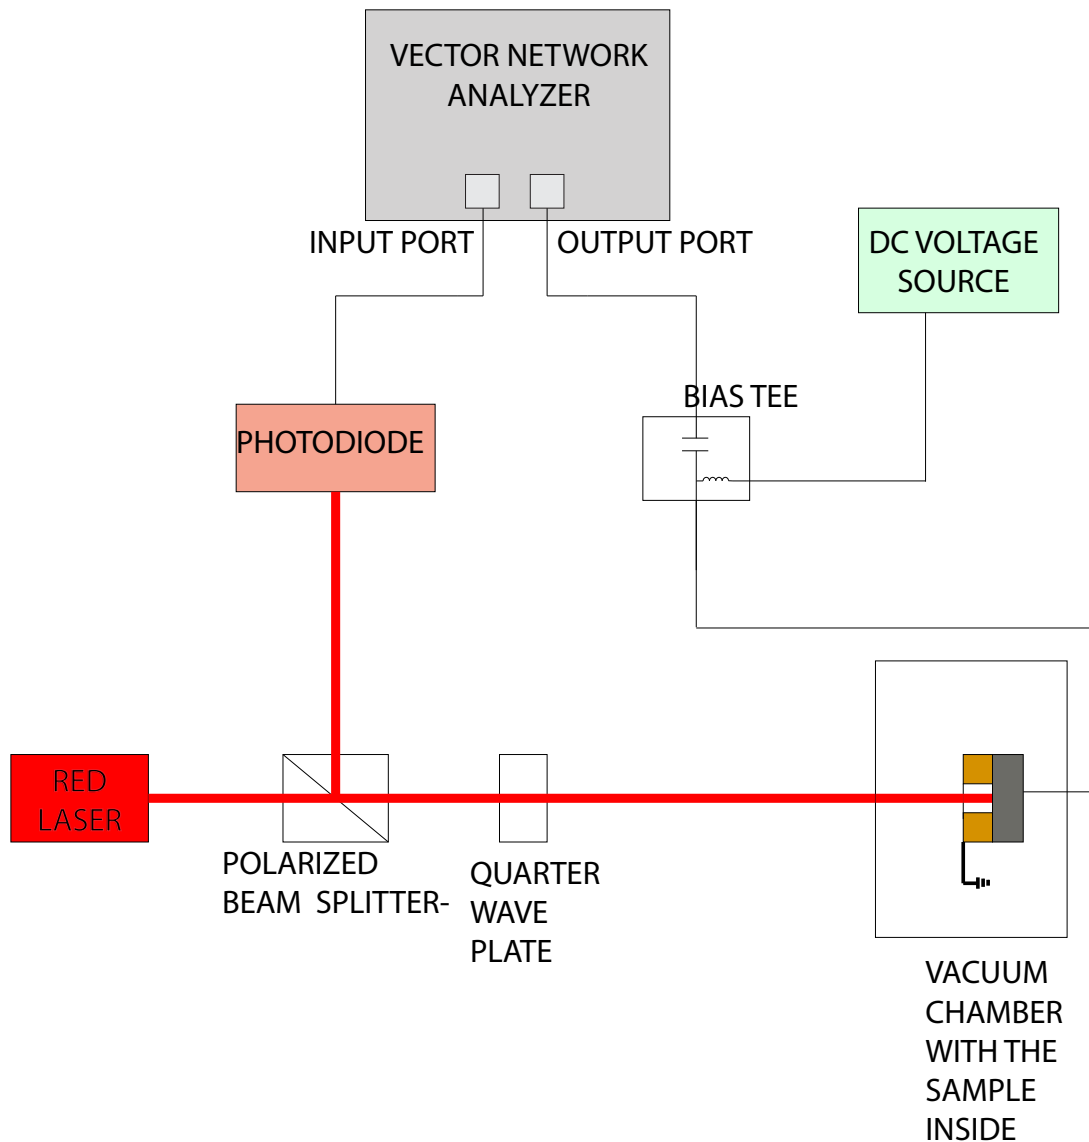 VECTOR NETWORK
ANALYZER
INPUT PORT
OUTPUT PORT
DC VOLTAGE
SOURCE
BIAS TEE
PHOTODIODE
RED
LASER
POLARIZED
BEAM SPLITTER-
QUARTER
WAVE
PLATE
VACUUM
CHAMBER
WITH THE
SAMPLE
INSIDE